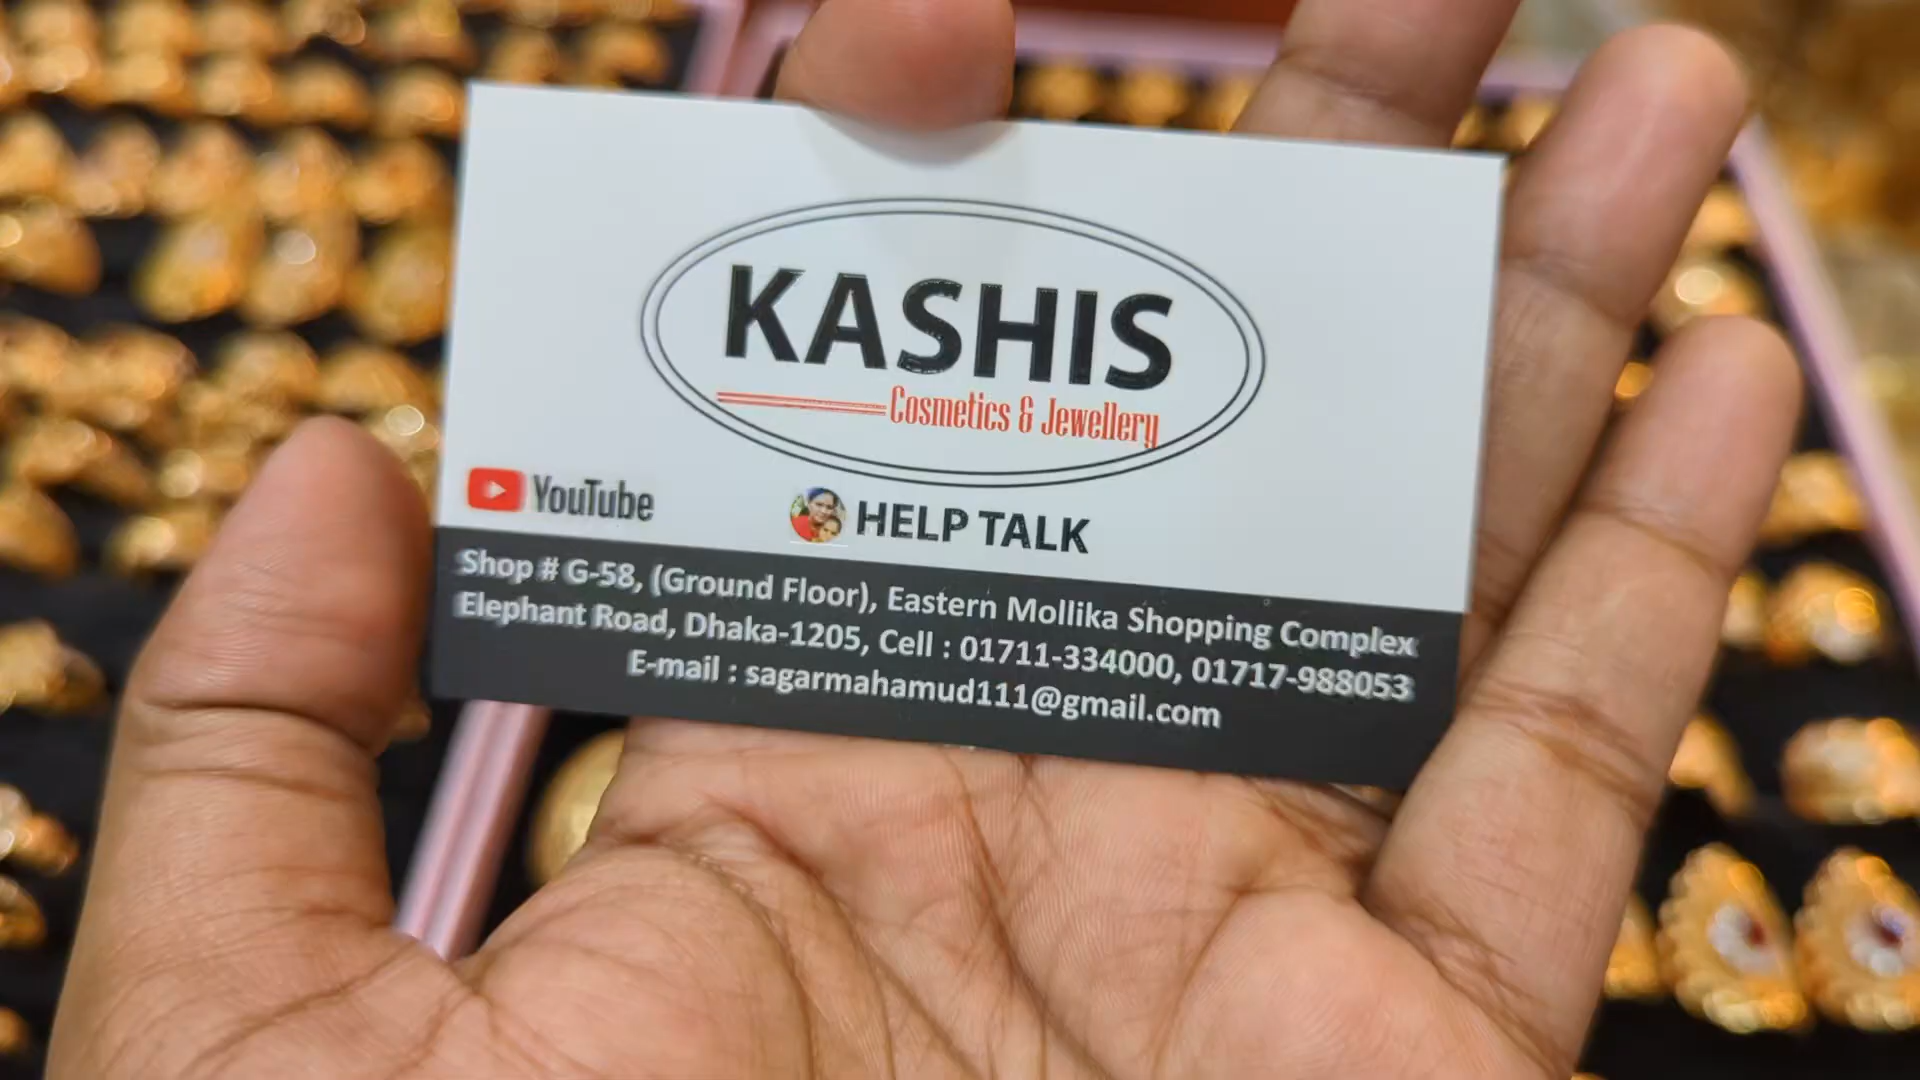 KASHIS
Cosmetics & Jewellery
YouTube
HELP TALK
Shop # G-58, (Ground Floor), Eastern Mollika Shopping Complex
Elephant Road, Dhaka-1205, Cell : 01711-334000, 01717-988053
E-mail : sagarmahamud111@gmail.com